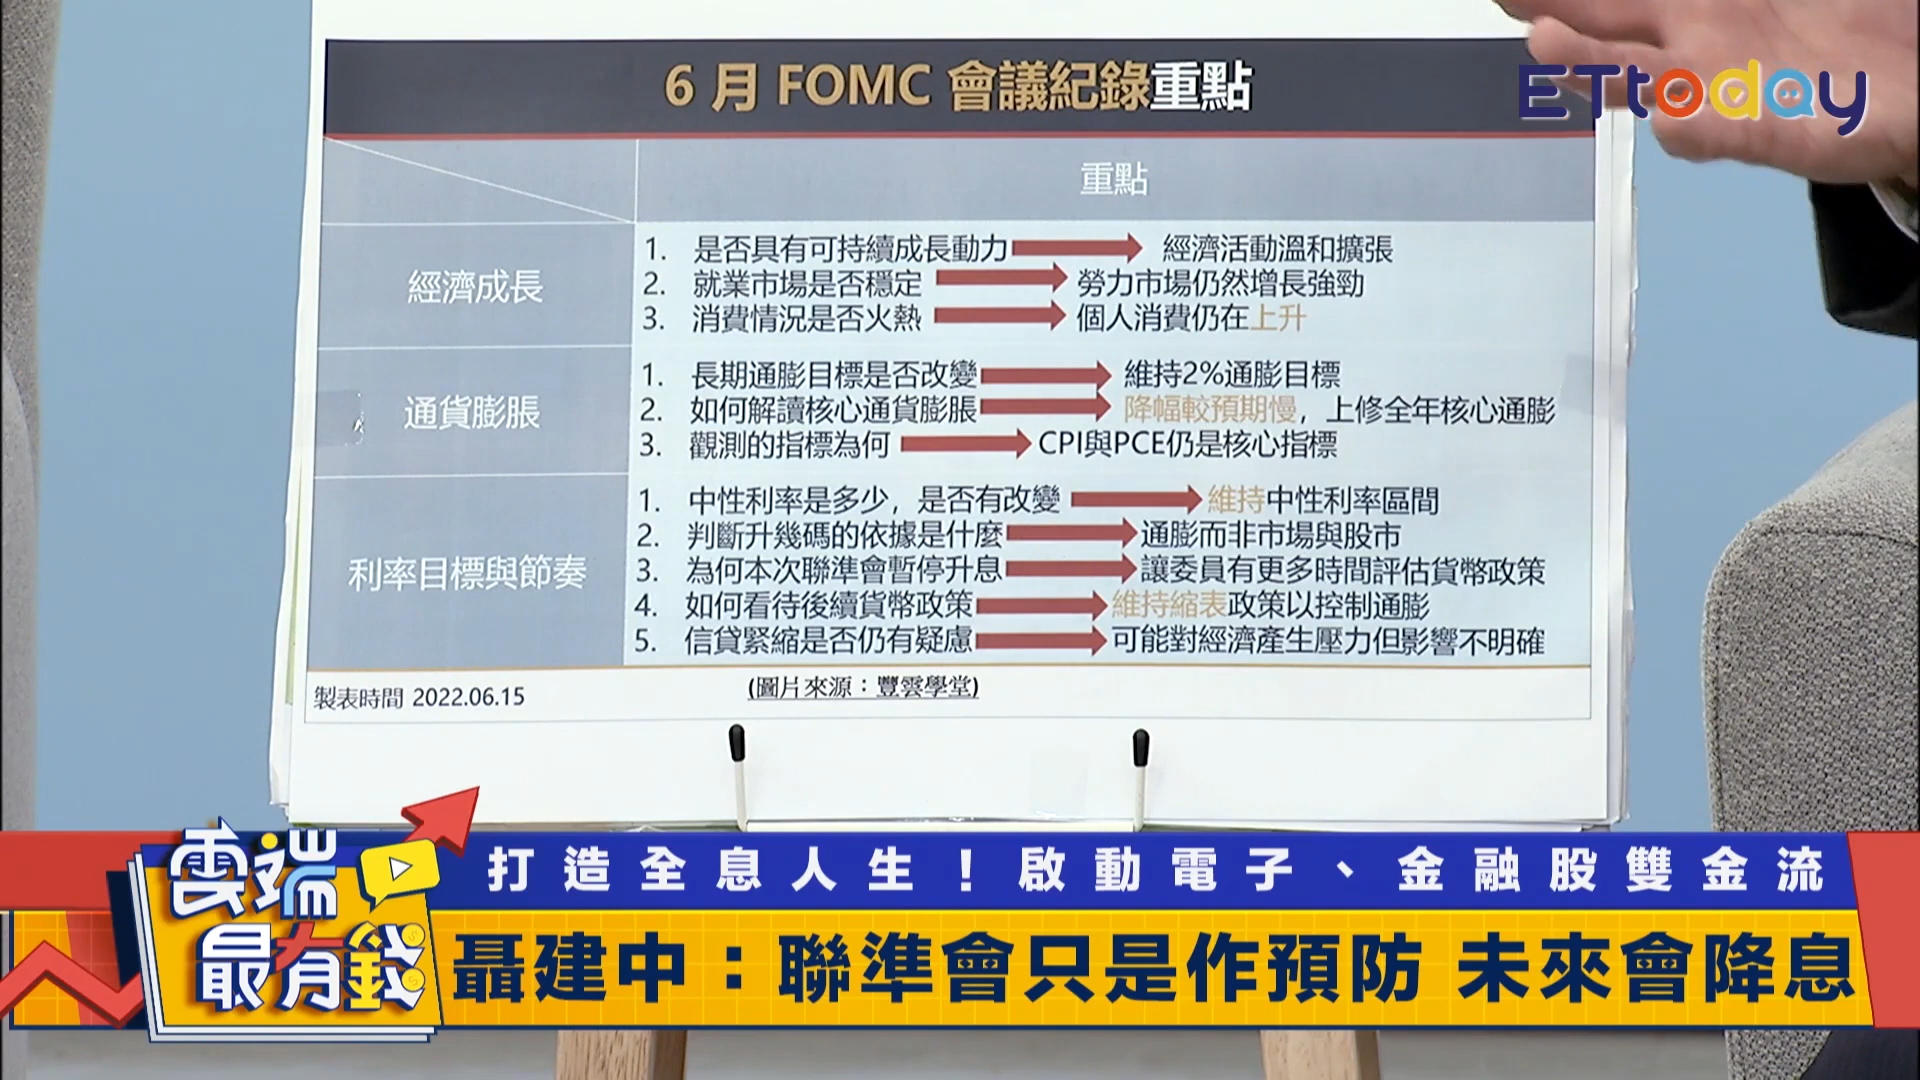 6 月 FOMC 會議紀錄重點
ETtoday
重點
經濟成長
1. 是否具有可持續成長動力 經濟活動溫和擴張
2. 就業市場是否穩定 勞力市場仍然增長強勁
3. 消費情況是否火熱 個人消費仍在上升
通貨膨脹
1. 長期通膨目標是否改變 維持2%通膨目標
2. 如何解讀核心通貨膨脹 降幅較預期慢，上修全年核心通膨
3. 觀測的指標為何 CPI與PCE仍是核心指標
利率目標與節奏
1. 中性利率是多少，是否有改變 維持中性利率區間
2. 判斷升幾碼的依據是什麼 通膨而非市場與股市
3. 為何本次聯準會暫停升息 讓委員有更多時間評估貨幣政策
4. 如何看待後續貨幣政策 維持縮表政策以控制通膨
5. 信貸緊縮是否仍有疑慮 可能對經濟產生壓力但影響不明確
製表時間 2022.06.15
(圖片來源：豐雲學堂)
雲端
最有錢
打造全息人生！啟動電子、金融股雙金流
聶建中：聯準會只是作預防 未來會降息